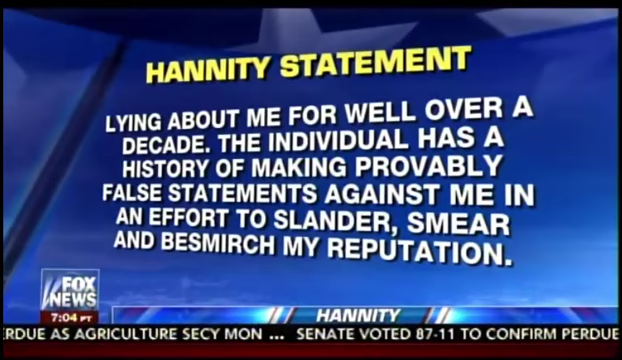 HANNITY STATEMENT
LYING ABOUT ME FOR WELL OVER A
DECADE. THE INDIVIDUAL HAS A
HISTORY OF MAKING PROVABLY
FALSE STATEMENTS AGAINST ME IN
AN EFFORT TO SLANDER, SMEAR
AND BESMIRCH MY REPUTATION.
FOX
NEWS
7:04 PT
HANNITY
ERDUE AS AGRICULTURE SECY MON ... SENATE VOTED 87-11 TO CONFIRM PERDUE